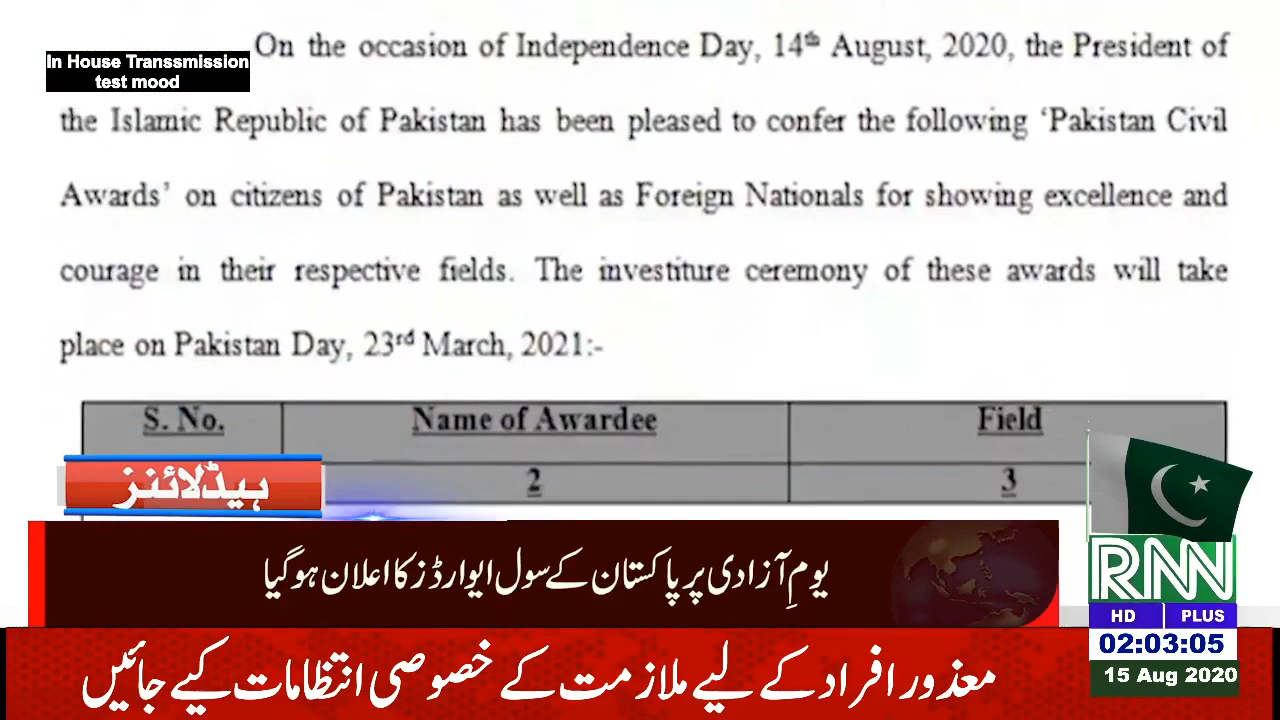 In House Transsmission
test mood
On the occasion of Independence Day, 14th August, 2020, the President of
the Islamic Republic of Pakistan has been pleased to confer the following ‘Pakistan Civil
Awards’ on citizens of Pakistan as well as Foreign Nationals for showing excellence and
courage in their respective fields. The investiture ceremony of these awards will take
place on Pakistan Day, 23rd March, 2021:-
S. No. Name of Awardee Field
2 3
ہیڈلائنز
یومِ آزادی پر پاکستان کے سول ایوارڈز کا اعلان ہوگیا
RNN
HD PLUS
02:03:05
15 Aug 2020
معذور افراد کے لیے ملازمت کے خصوصی انتظامات کیے جائیں